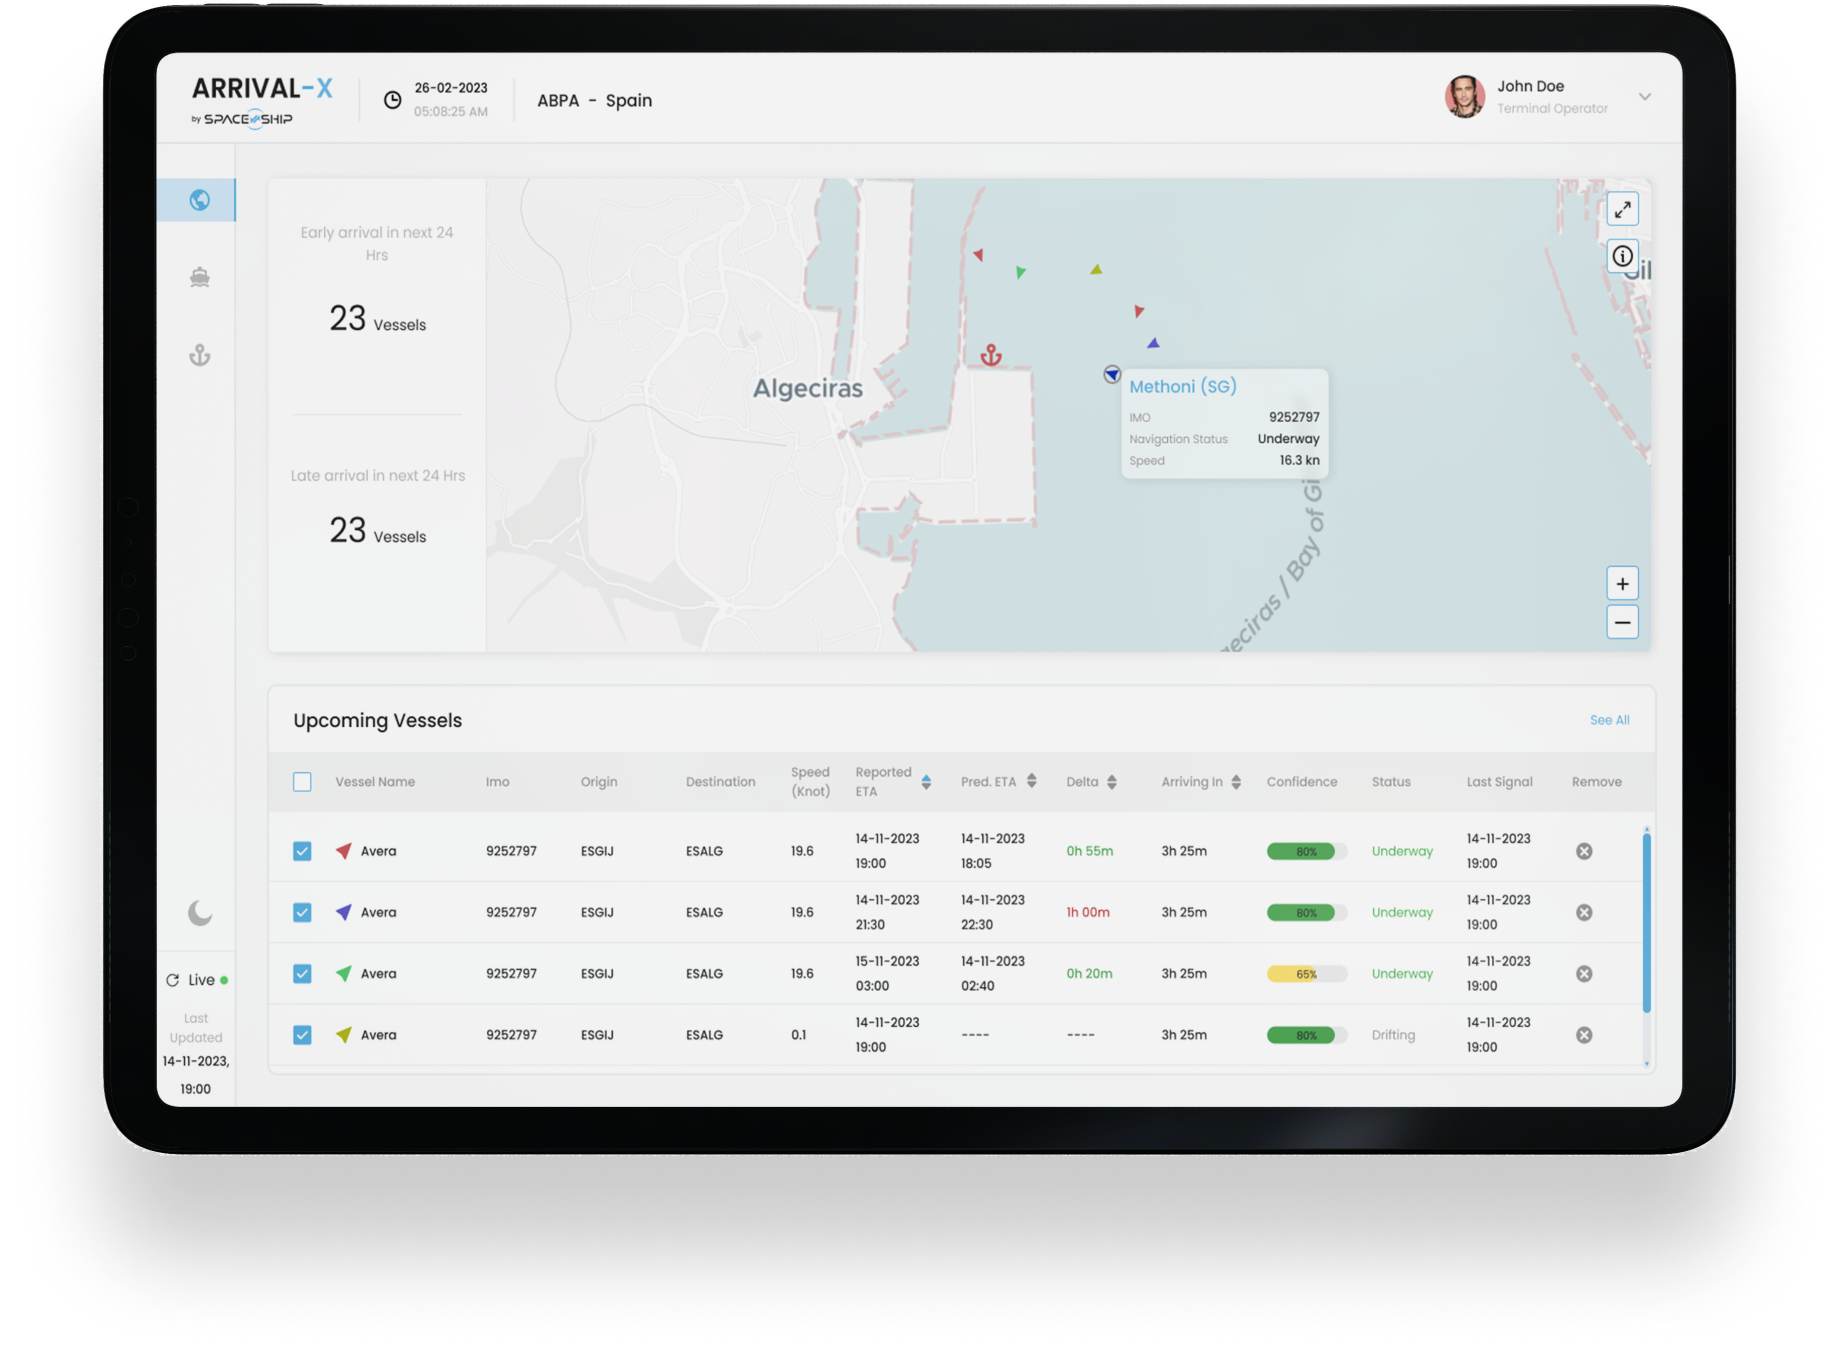 ARRIVAL-X
by SPACE SHIP
26-02-2023
05:08:25 AM
ABPA - Spain
John Doe
Terminal Operator
Early arrival in next 24
Hrs
23 Vessels
Late arrival in next 24 Hrs
23 Vessels
Algeciras
Gil
Methoni (SG)
IMO 9252797
Navigation Status Underway
Speed 16.3 kn
geciras / Bay of Gi
+
−
Upcoming Vessels
See All
Vessel Name Imo Origin Destination Speed (Knot) Reported ETA Pred. ETA Delta Arriving In Confidence Status Last Signal Remove
Avera 9252797 ESGIJ ESALG 19.6 14-11-2023 19:00 14-11-2023 18:05 0h 55m 3h 25m 80% Underway 14-11-2023 19:00
Avera 9252797 ESGIJ ESALG 19.6 14-11-2023 21:30 14-11-2023 22:30 1h 00m 3h 25m 80% Underway 14-11-2023 19:00
Avera 9252797 ESGIJ ESALG 19.6 15-11-2023 03:00 14-11-2023 02:40 0h 20m 3h 25m 65% Underway 14-11-2023 19:00
Avera 9252797 ESGIJ ESALG 0.1 14-11-2023 19:00 ---- ---- 3h 25m 80% Drifting 14-11-2023 19:00
Live
Last
Updated
14-11-2023,
19:00